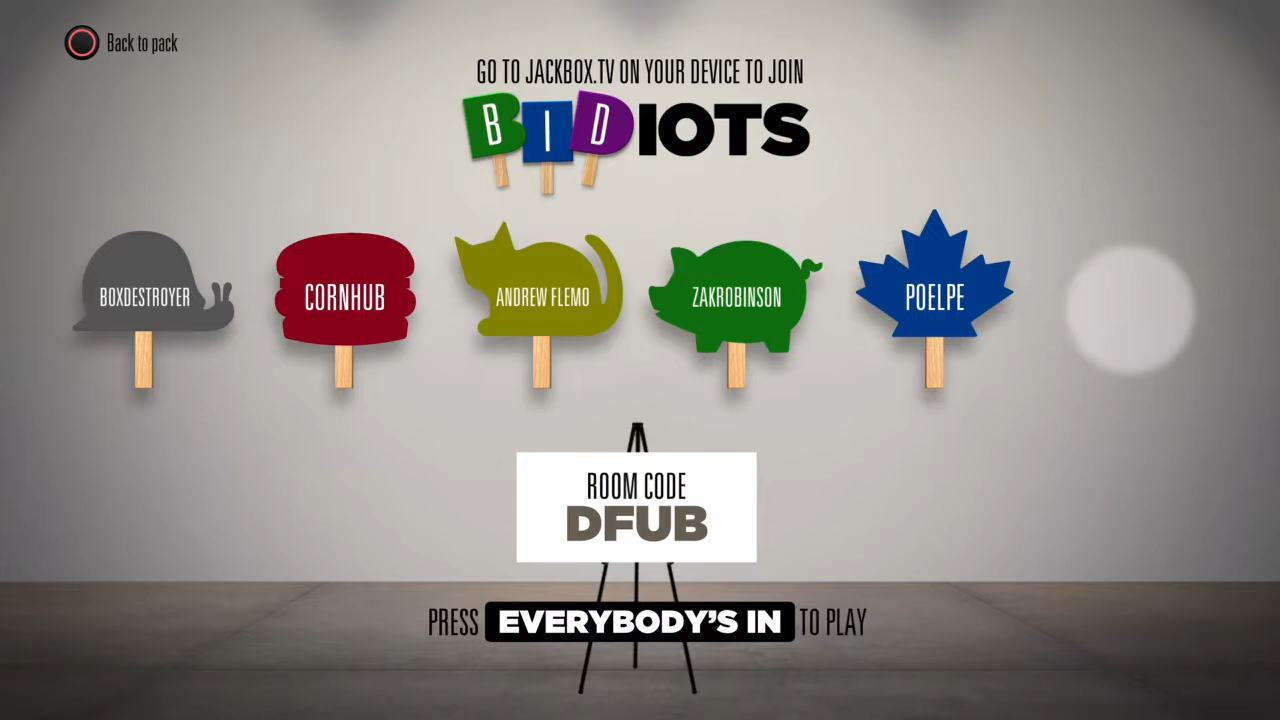 Back to pack
GO TO JACKBOX.TV ON YOUR DEVICE TO JOIN
BIDIOTS
BOXDESTROYER
CORNHUB
ANDREW FLEMO
ZAKROBINSON
POELPE
ROOM CODE
DFUB
PRESS EVERYBODY'S IN TO PLAY